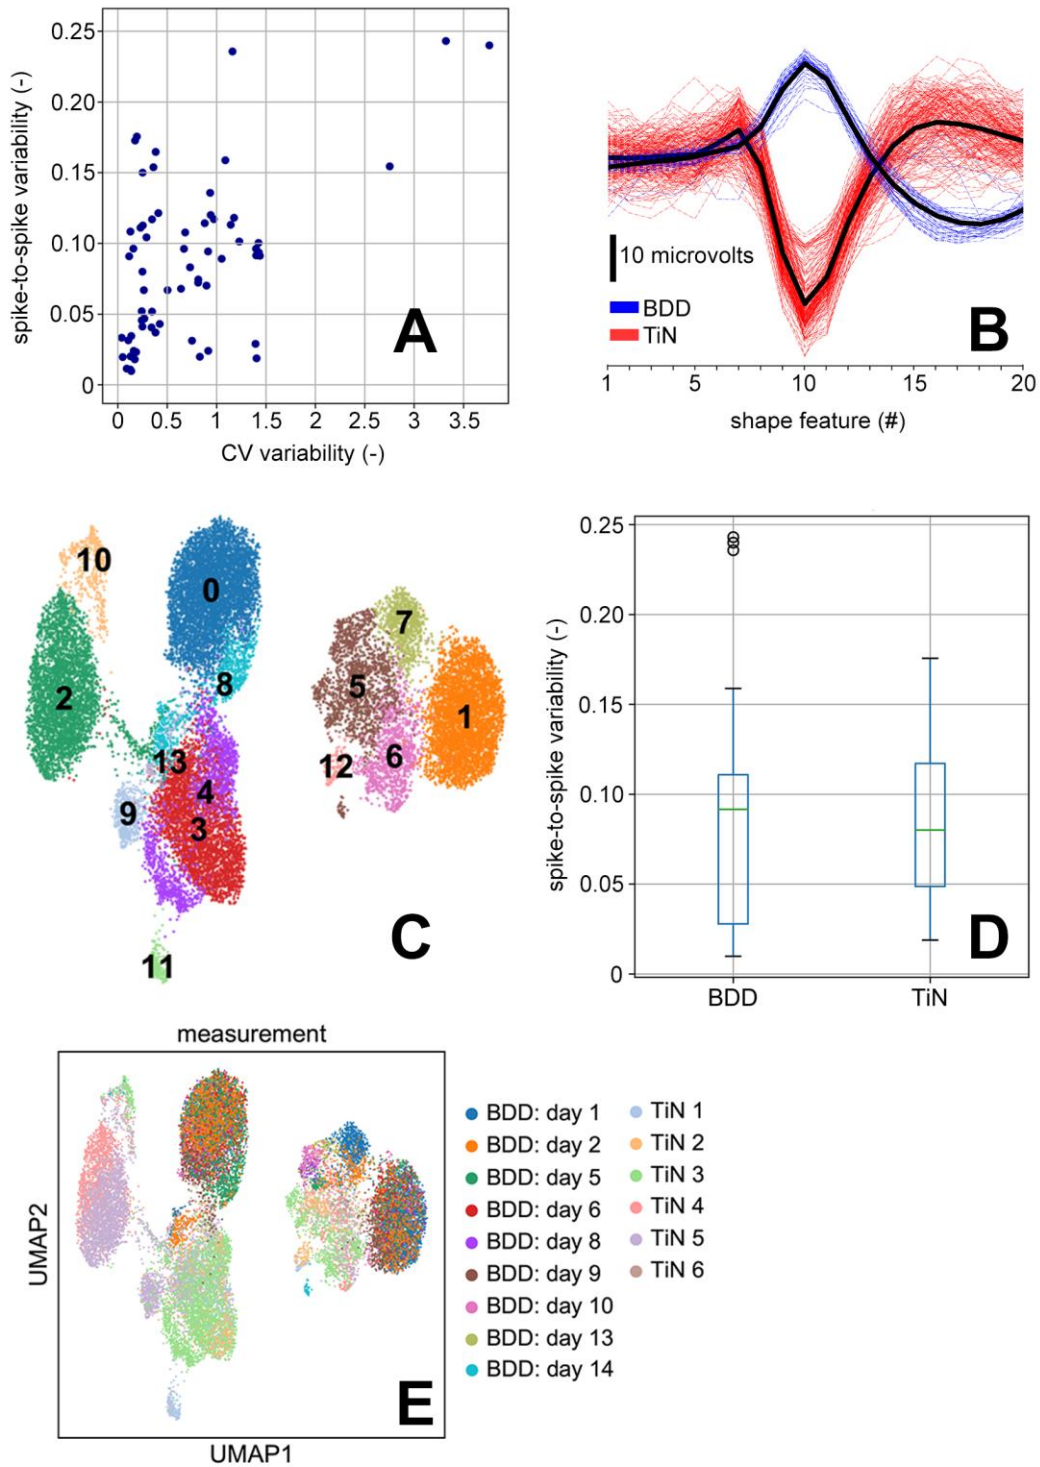 spike-to-spike variability (-)
0.25
0.20
0.15
0.10
0.05
0
0 0.5 1 1.5 2 2.5 3 3.5
CV variability (-)
A
10 microvolts
BDD
TiN
B
1 5 10 15 20
shape feature (#)
10
0
2
8
13
9
4
3
11
7
5
1
6
12
C
spike-to-spike variability (-)
0.25
0.20
0.15
0.10
0.05
0
BDD TiN
D
measurement
UMAP2
UMAP1
E
BDD: day 1
BDD: day 2
BDD: day 5
BDD: day 6
BDD: day 8
BDD: day 9
BDD: day 10
BDD: day 13
BDD: day 14
TiN 1
TiN 2
TiN 3
TiN 4
TiN 5
TiN 6